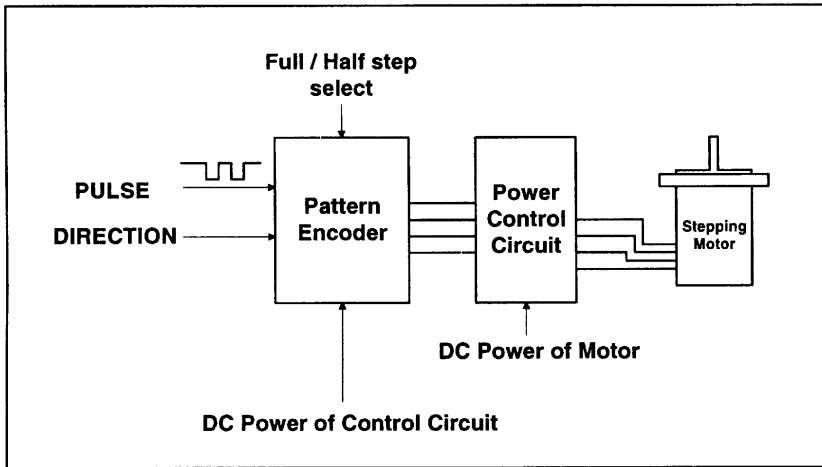 Full / Half step
select
PULSE
DIRECTION
Pattern
Encoder
Power
Control
Circuit
Stepping
Motor
DC Power of Motor
DC Power of Control Circuit